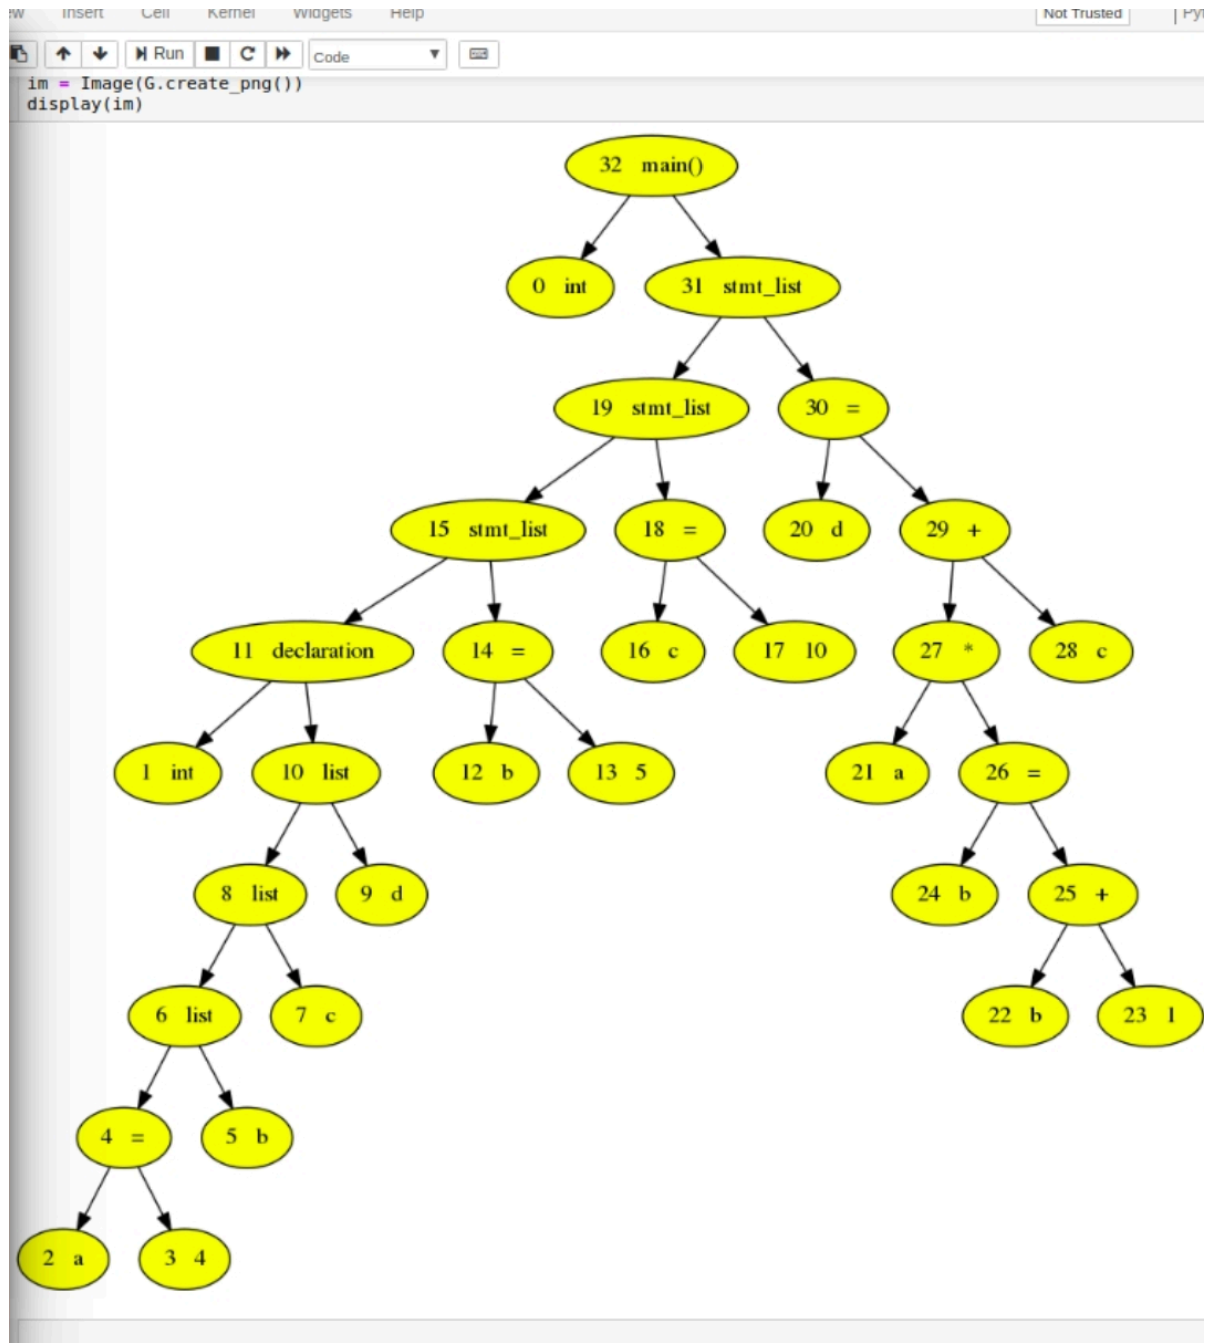 Insert Cell Kernel Widgets Help Not Trusted
Run Code
im = Image(G.create_png())
display(im)
32 main()
0 int 31 stmt_list
19 stmt_list 30 =
15 stmt_list 18 = 20 d 29 +
11 declaration 14 = 16 c 17 10 27 * 28 c
1 int 10 list 12 b 13 5 21 a 26 =
8 list 9 d 24 b 25 +
6 list 7 c 22 b 23 1
4 = 5 b
2 a 3 4